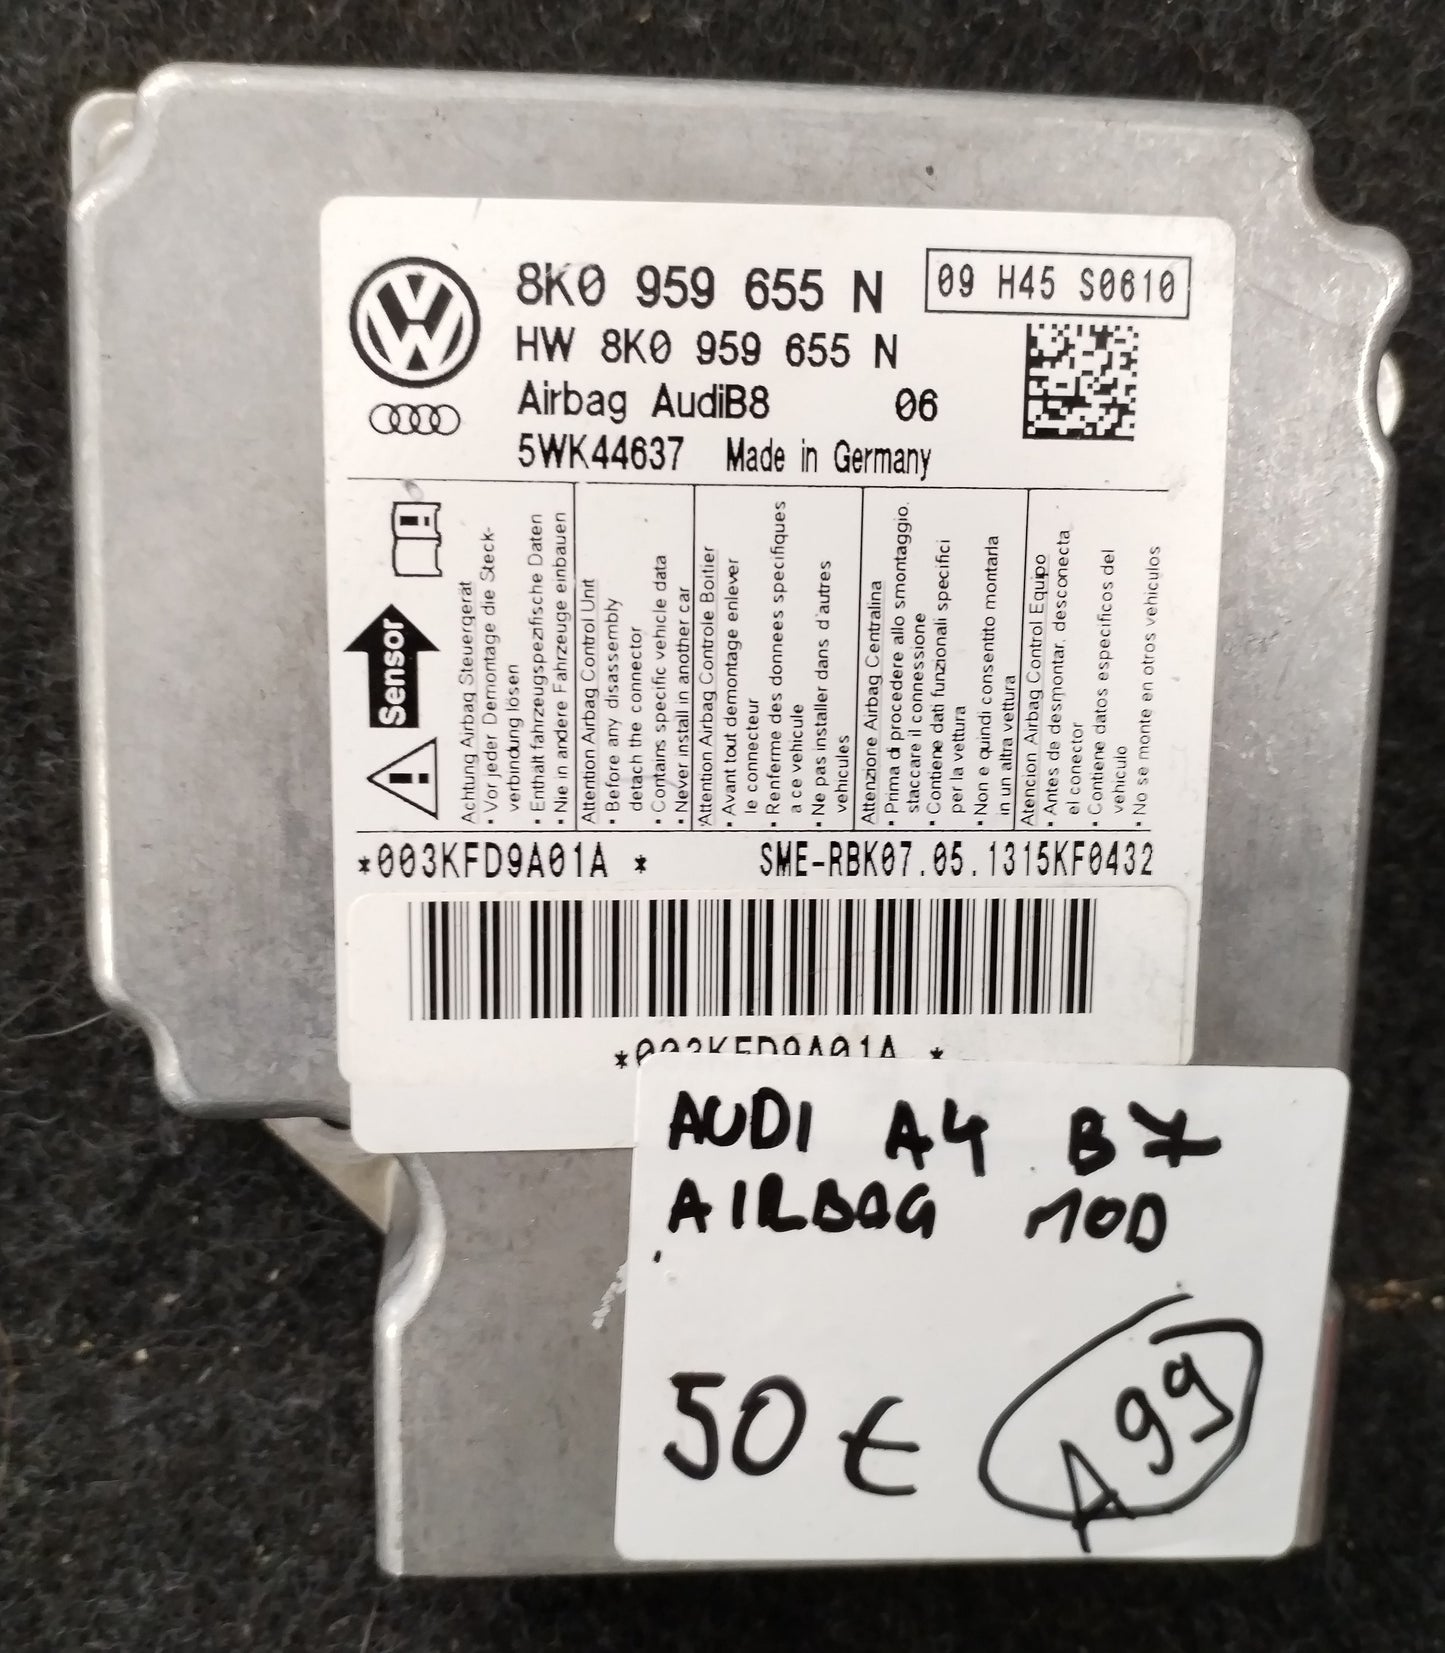 8K0 959 655 N
09 H45 S0610
HW 8K0 959 655 N
Airbag AudiB8 06
5WK44637 Made in Germany
Sensor
Achtung Airbag Steuergerät
• Vor jeder Demontage die Steck-
verbindung lösen
• Enthalt fahrzeugspezifische Daten
• Nie in andere Fahrzeuge einbauen
Attention Airbag Control Unit
• Before any disassembly
detach the connector
• Contains specific vehicle data
• Never install in another car
Attention Airbag Controle Boitier
• Avant tout demontage enlever
le connecteur
• Renferme des donnees specifiques
a ce vehicule
• Ne pas installer dans d'autres
vehicules
Attenzione Airbag Centralina
• Prima di procedere allo smontaggio.
staccare il connessione
• Contiene dati funzionali specifici
per la vettura
• Non e quindi consentito montarla
in un altra vettura
Atencion Airbag Control Equipo
• Antes de desmontar, desconecta
el conector
• Contiene datos especificos del
vehiculo
• No se monte en otros vehiculos
*003KFD9A01A *
SME-RBK07.05.1315KF0432
*003KFD9A01A *
AUDI A4 B7
AIRBAG MOD
50 €
A99